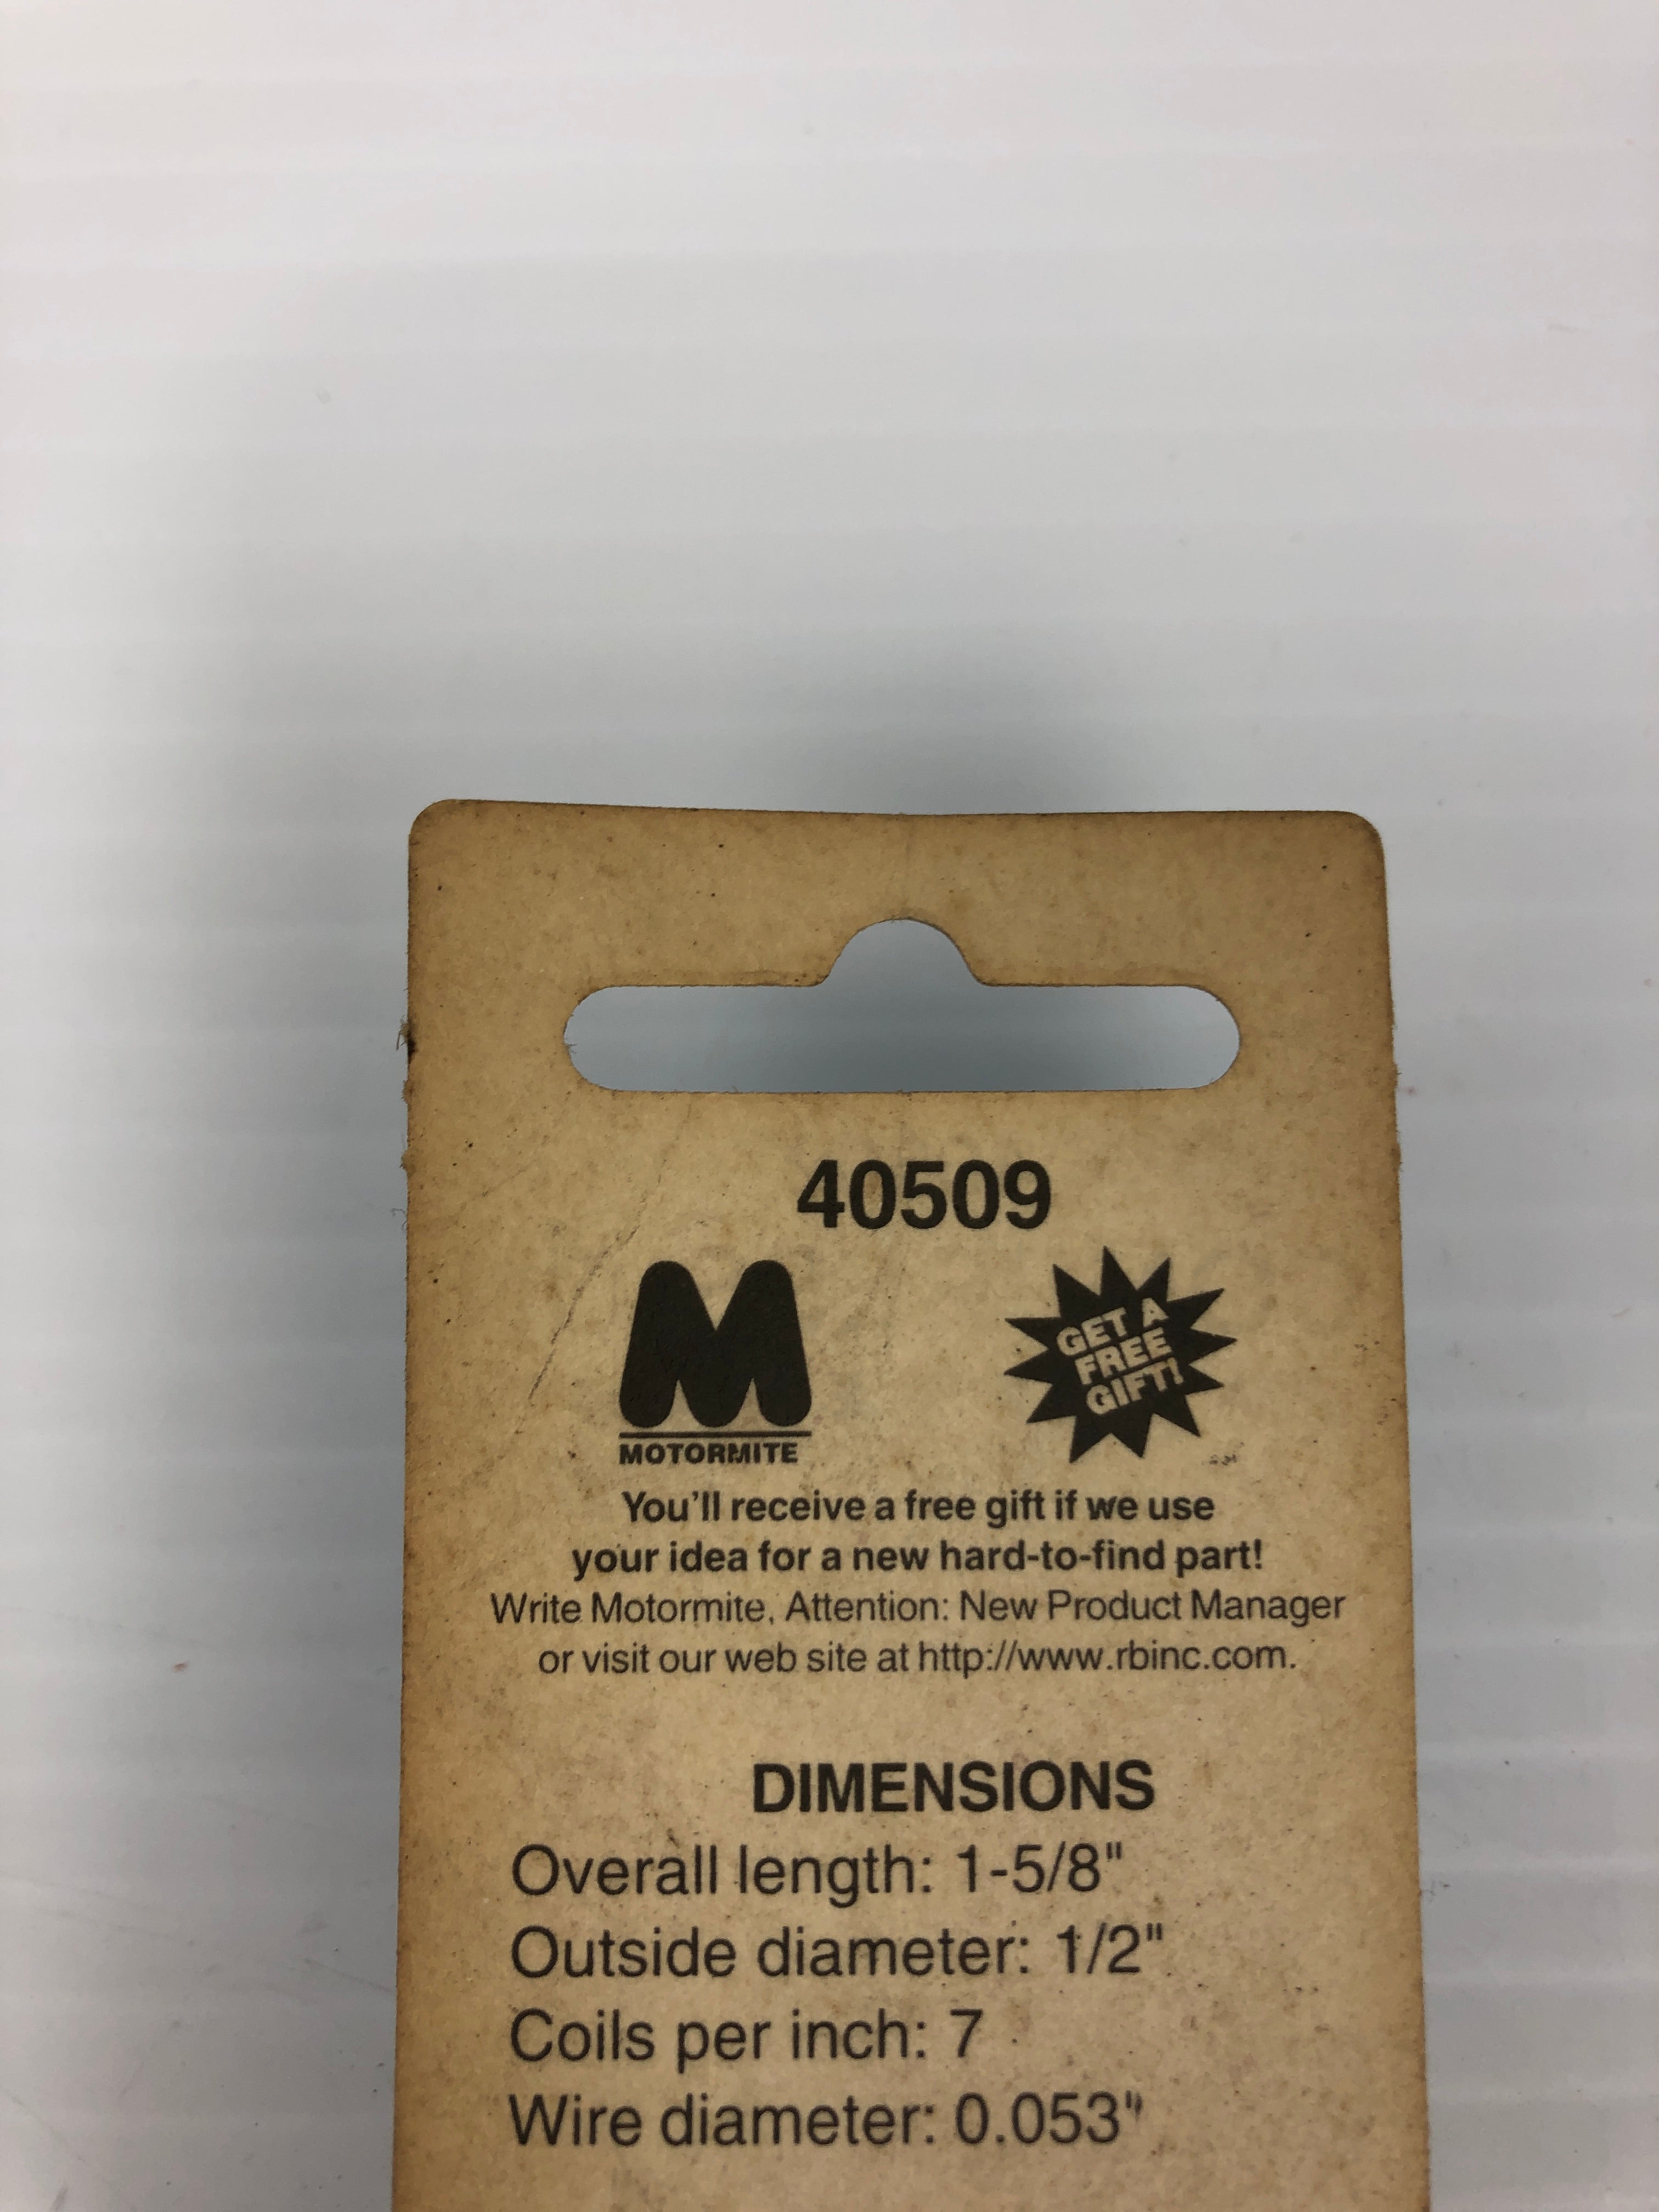 40509
MOTORMITE
GET A
FREE
GIFT!
You'll receive a free gift if we use
your idea for a new hard-to-find part!
Write Motormite, Attention: New Product Manager
or visit our web site at http://www.rbinc.com.
DIMENSIONS
Overall length: 1-5/8"
Outside diameter: 1/2"
Coils per inch: 7
Wire diameter: 0.053"